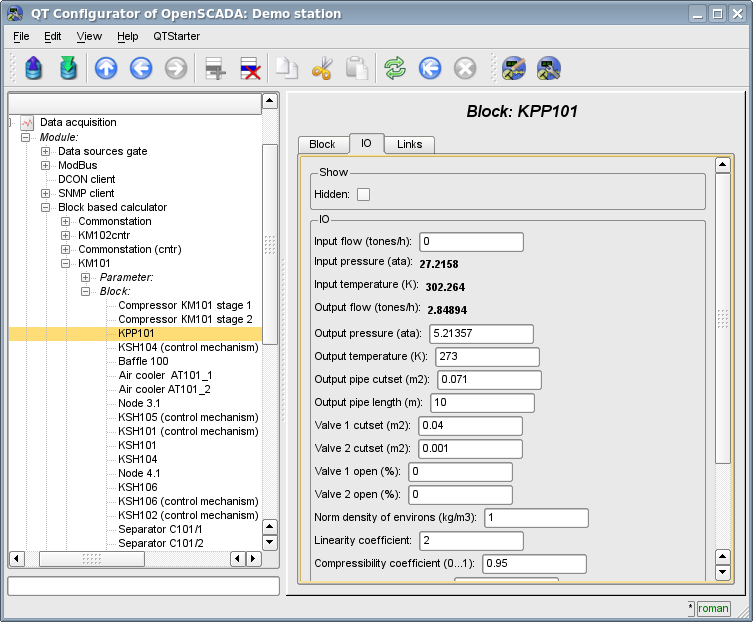 QT Configurator of OpenSCADA: Demo station
File Edit View Help QTStarter
Data acquisition
Module:
Data sources gate
ModBus
DCON client
SNMP client
Block based calculator
Commonstation
KM102cntr
Commonstation (cntr)
KM101
Parameter:
Block:
Compressor KM101 stage 1
Compressor KM101 stage 2
KPP101
KSH104 (control mechanism)
Baffle 100
Air cooler AT101_1
Air cooler AT101_2
Node 3.1
KSH105 (control mechanism)
KSH101 (control mechanism)
KSH101
KSH104
Node 4.1
KSH106
KSH106 (control mechanism)
KSH102 (control mechanism)
Separator C101/1
Separator C101/2
Block: KPP101
Block IO Links
Show
Hidden:
IO
Input flow (tones/h): 0
Input pressure (ata): 27.2158
Input temperature (K): 302.264
Output flow (tones/h): 2.84894
Output pressure (ata): 5.21357
Output temperature (K): 273
Output pipe cutset (m2): 0.071
Output pipe length (m): 10
Valve 1 cutset (m2): 0.04
Valve 2 cutset (m2): 0.001
Valve 1 open (%): 0
Valve 2 open (%): 0
Norm density of environs (kg/m3): 1
Linearity coefficient: 2
Compressibility coefficient (0...1): 0.95
* roman